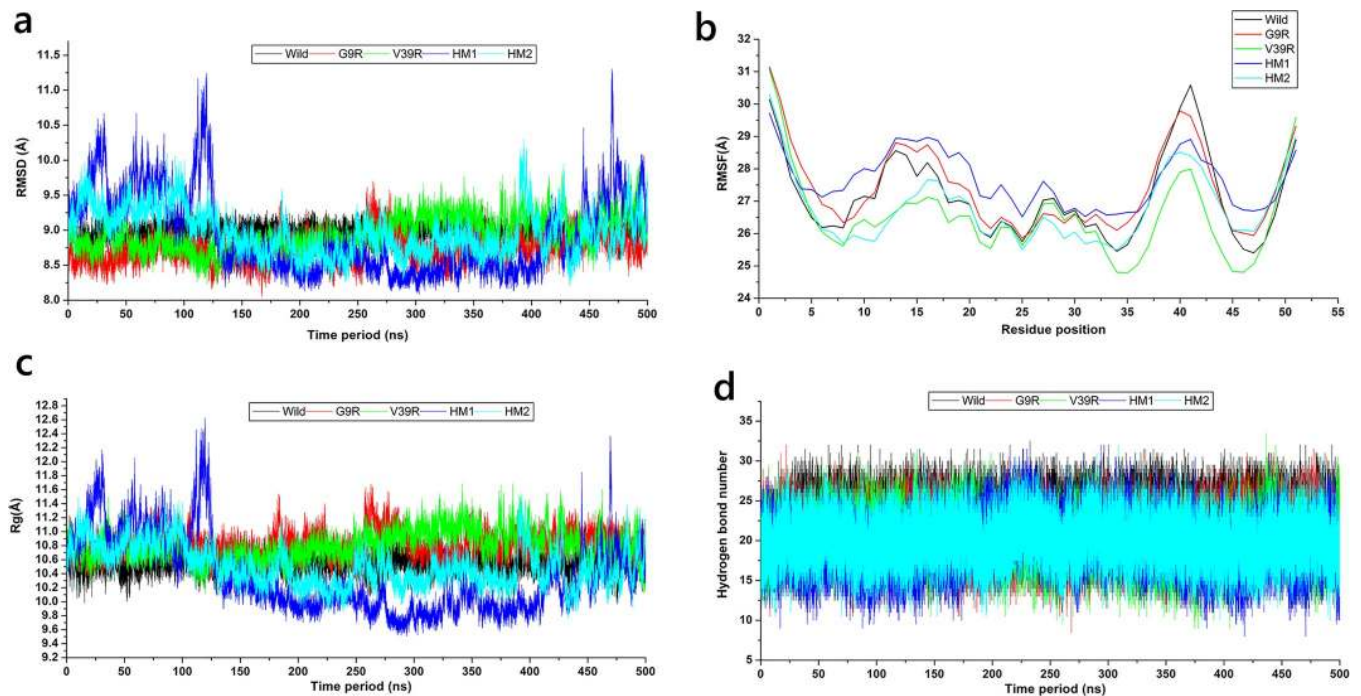 a
Wild G9R V39R HM1 HM2
11.5
11.0
10.5
10.0
9.5
9.0
8.5
8.0
RMSD (Å)
0 50 100 150 200 250 300 350 400 450 500
Time period (ns)
b
Wild
G9R
V39R
HM1
HM2
32
31
30
29
28
27
26
25
24
RMSF(Å)
0 5 10 15 20 25 30 35 40 45 50 55
Residue position
c
Wild G9R V39R HM1 HM2
12.8
12.6
12.4
12.2
12.0
11.8
11.6
11.4
11.2
11.0
10.8
10.6
10.4
10.2
10.0
9.8
9.6
9.4
9.2
Rg(Å)
0 50 100 150 200 250 300 350 400 450 500
Time period (ns)
d
Wild G9R V39R HM1 HM2
35
30
25
20
15
10
5
Hydrogen bond number
0 50 100 150 200 250 300 350 400 450 500
Time period (ns)